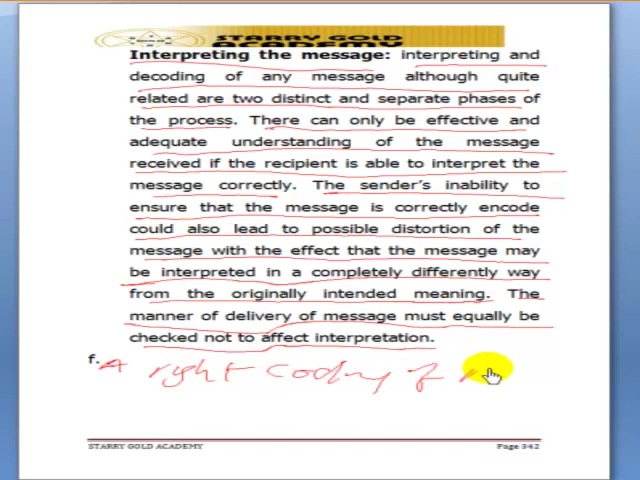 STARRY GOLD
ACADEMY
Interpreting the message: interpreting and
decoding of any message although quite
related are two distinct and separate phases of
the process. There can only be effective and
adequate understanding of the message
received if the recipient is able to interpret the
message correctly. The sender's inability to
ensure that the message is correctly encode
could also lead to possible distortion of the
message with the effect that the message may
be interpreted in a completely differently way
from the originally intended meaning. The
manner of delivery of message must equally be
checked not to affect interpretation.
f. A right coding of
STARRY GOLD ACADEMY Page 342